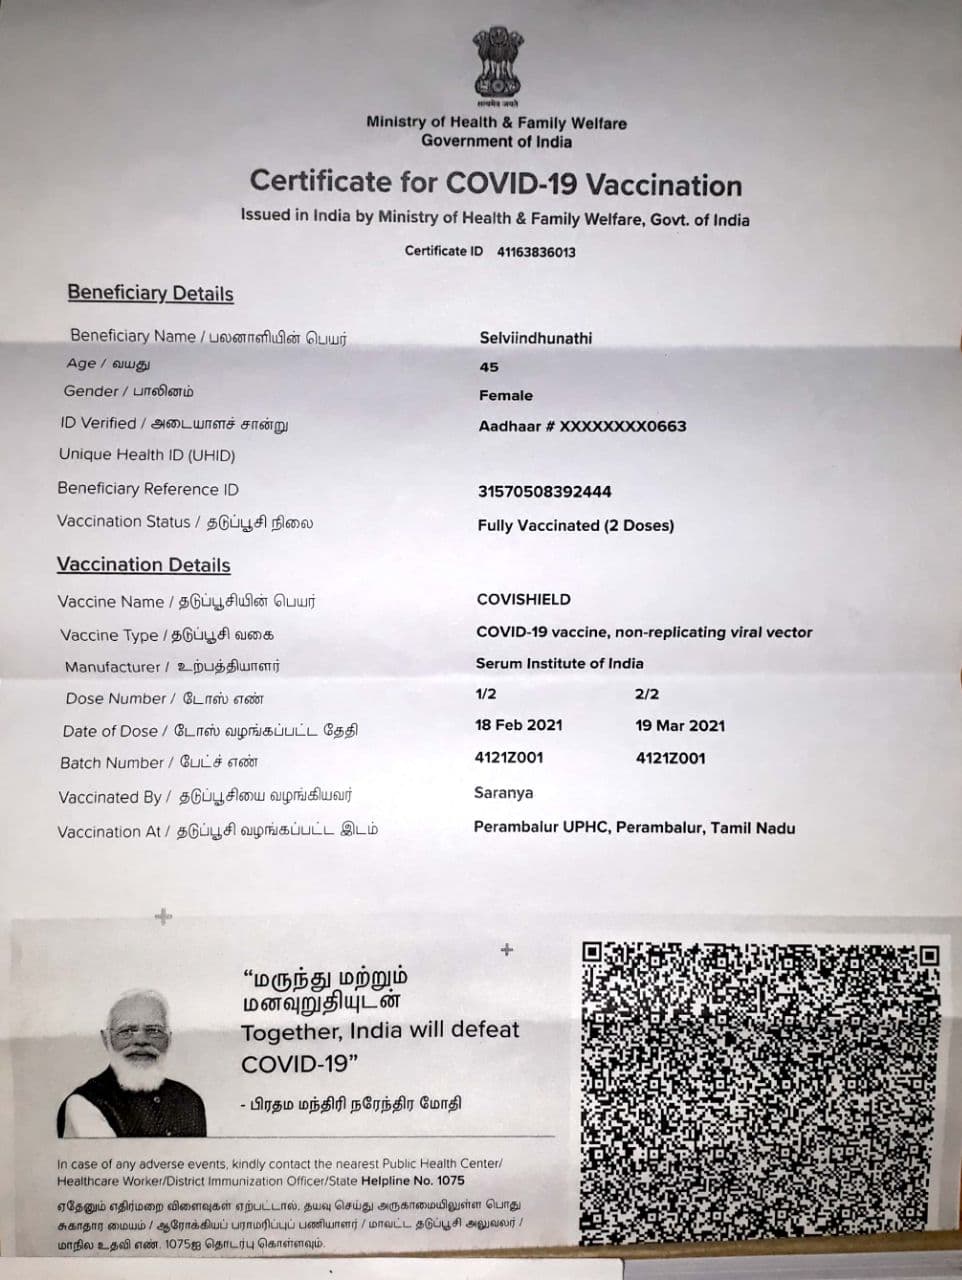 सत्यमेव जयते
Ministry of Health & Family Welfare
Government of India
Certificate for COVID-19 Vaccination
Issued in India by Ministry of Health & Family Welfare, Govt. of India
Certificate ID 41163836013
Beneficiary Details
Beneficiary Name / பலனாளியின் பெயர் Selviindhunathi
Age / வயது 45
Gender / பாலினம் Female
ID Verified / அடையாளச் சான்று Aadhaar # XXXXXXXX0663
Unique Health ID (UHID)
Beneficiary Reference ID 31570508392444
Vaccination Status / தடுப்பூசி நிலை Fully Vaccinated (2 Doses)
Vaccination Details
Vaccine Name / தடுப்பூசியின் பெயர் COVISHIELD
Vaccine Type / தடுப்பூசி வகை COVID-19 vaccine, non-replicating viral vector
Manufacturer / உற்பத்தியாளர் Serum Institute of India
Dose Number / டோஸ் எண் 1/2 2/2
Date of Dose / டோஸ் வழங்கப்பட்ட தேதி 18 Feb 2021 19 Mar 2021
Batch Number / பேட்ச் எண் 4121Z001 4121Z001
Vaccinated By / தடுப்பூசியை வழங்கியவர் Saranya
Vaccination At / தடுப்பூசி வழங்கப்பட்ட இடம் Perambalur UPHC, Perambalur, Tamil Nadu
“மருந்து மற்றும்
மனவுறுதியுடன்
Together, India will defeat
COVID-19”
- பிரதம மந்திரி நரேந்திர மோதி
In case of any adverse events, kindly contact the nearest Public Health Center/
Healthcare Worker/District Immunization Officer/State Helpline No. 1075
ஏதேனும் எதிர்மறை விளைவுகள் ஏற்பட்டால், தயவு செய்து அருகாமையிலுள்ள பொது
சுகாதார மையம் / ஆரோக்கியப் பராமரிப்புப் பணியாளர் / மாவட்ட தடுப்பூசி அலுவலர் /
மாநில உதவி எண். 1075ஐ தொடர்பு கொள்ளவும்.